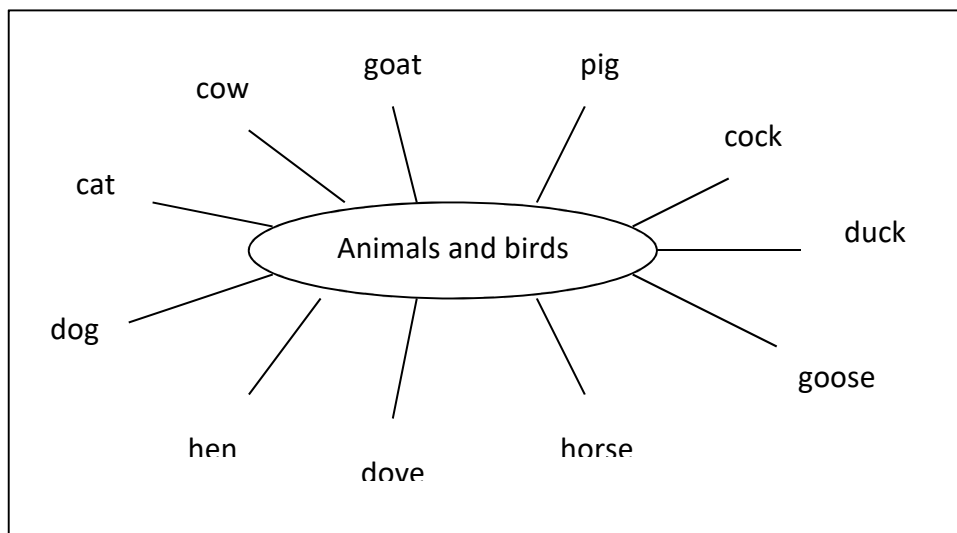 goat
pig
cow
cock
cat
duck
Animals and birds
dog
goose
hen
horse
dove